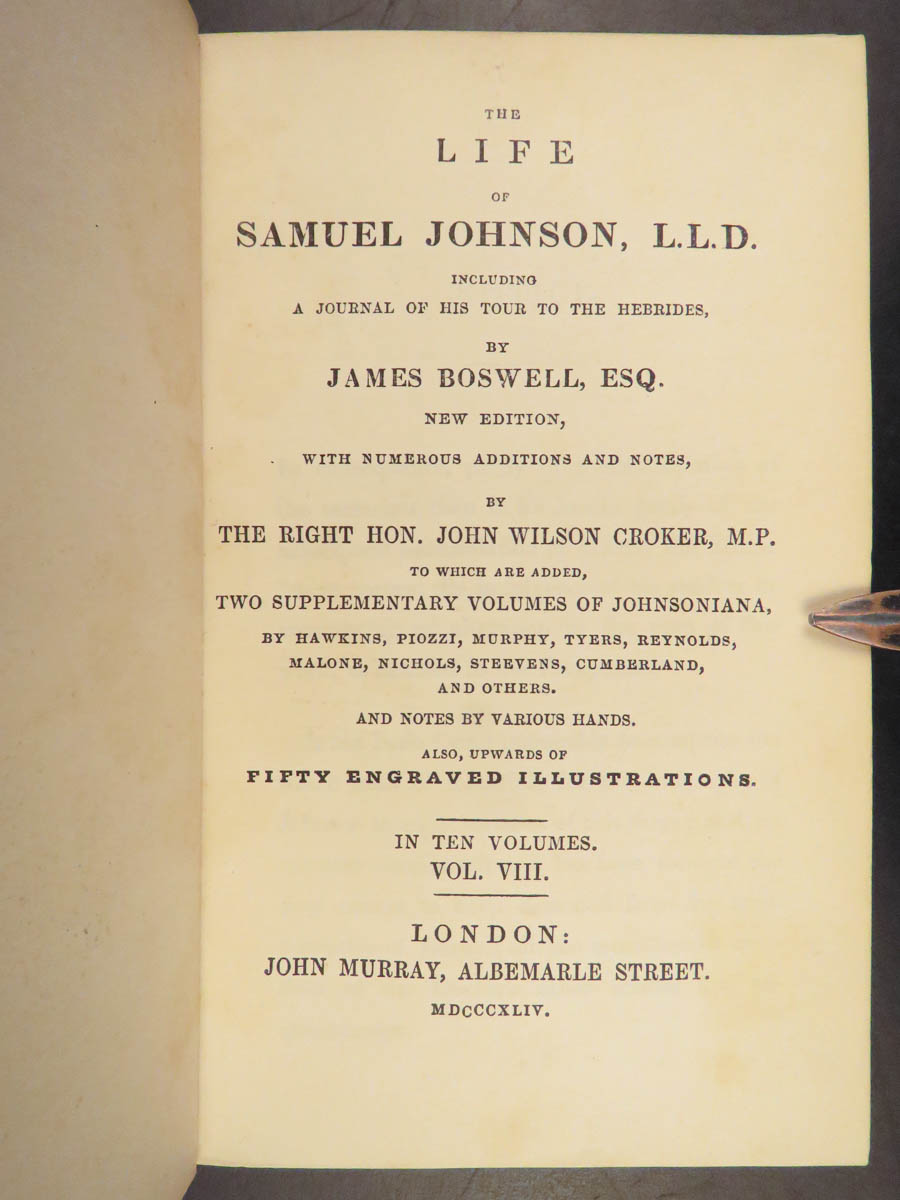 THE
LIFE
OF
SAMUEL JOHNSON, L.L.D.
INCLUDING
A JOURNAL OF HIS TOUR TO THE HEBRIDES,
BY
JAMES BOSWELL, ESQ.
NEW EDITION,
WITH NUMEROUS ADDITIONS AND NOTES,
BY
THE RIGHT HON. JOHN WILSON CROKER, M.P.
TO WHICH ARE ADDED,
TWO SUPPLEMENTARY VOLUMES OF JOHNSONIANA,
BY HAWKINS, PIOZZI, MURPHY, TYERS, REYNOLDS,
MALONE, NICHOLS, STEEVENS, CUMBERLAND,
AND OTHERS.
AND NOTES BY VARIOUS HANDS.
ALSO, UPWARDS OF
FIFTY ENGRAVED ILLUSTRATIONS.
IN TEN VOLUMES.
VOL. VIII.
LONDON:
JOHN MURRAY, ALBEMARLE STREET.
MDCCCXLIV.